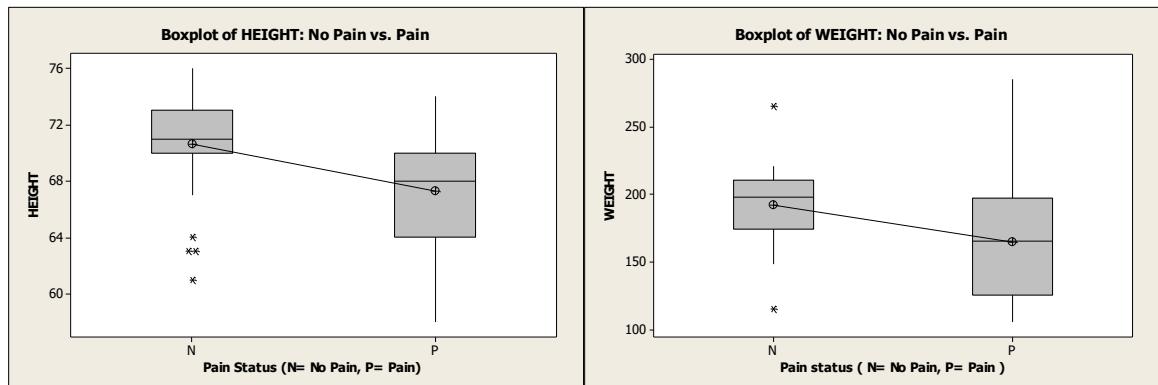 Boxplot of HEIGHT: No Pain vs. Pain
76
72
68
64
60
HEIGHT
N
P
Pain Status (N= No Pain, P= Pain)
Boxplot of WEIGHT: No Pain vs. Pain
300
250
200
150
100
WEIGHT
N
P
Pain status ( N= No Pain, P= Pain )